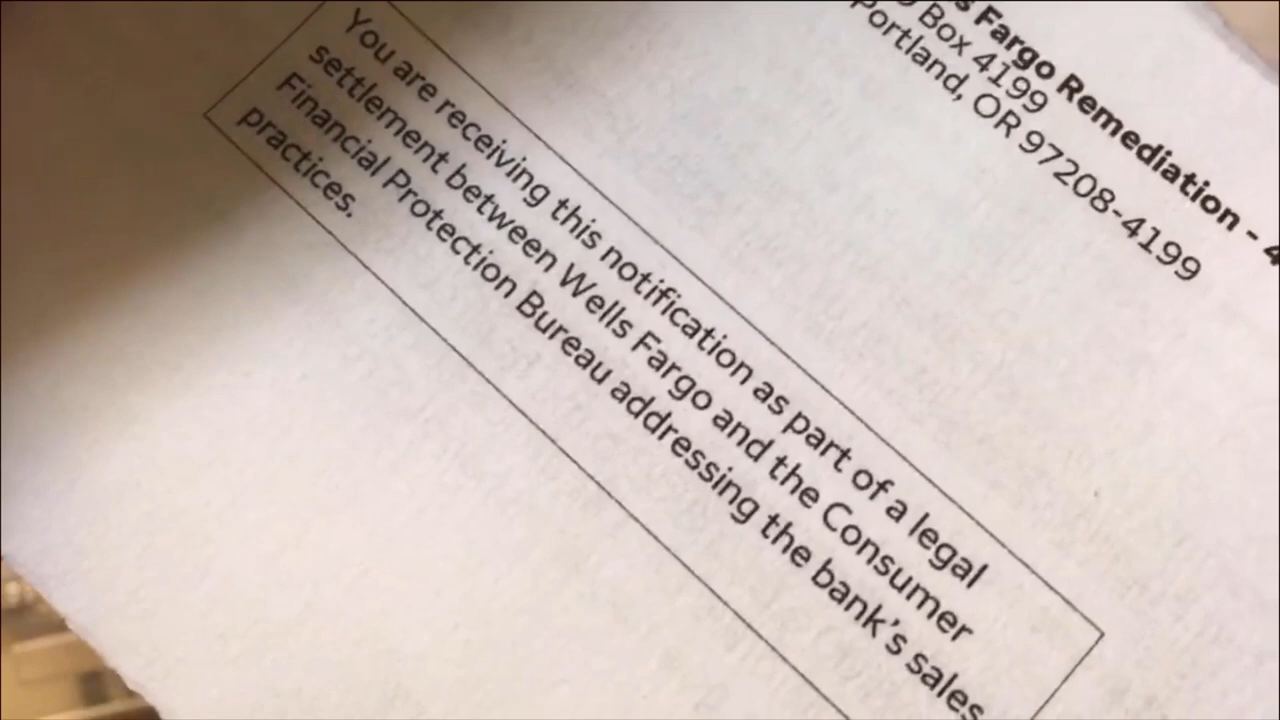 s Fargo Remediation - 4
Box 4199
Portland, OR 97208-4199
You are receiving this notification as part of a legal
settlement between Wells Fargo and the Consumer
Financial Protection Bureau addressing the bank's sales
practices.